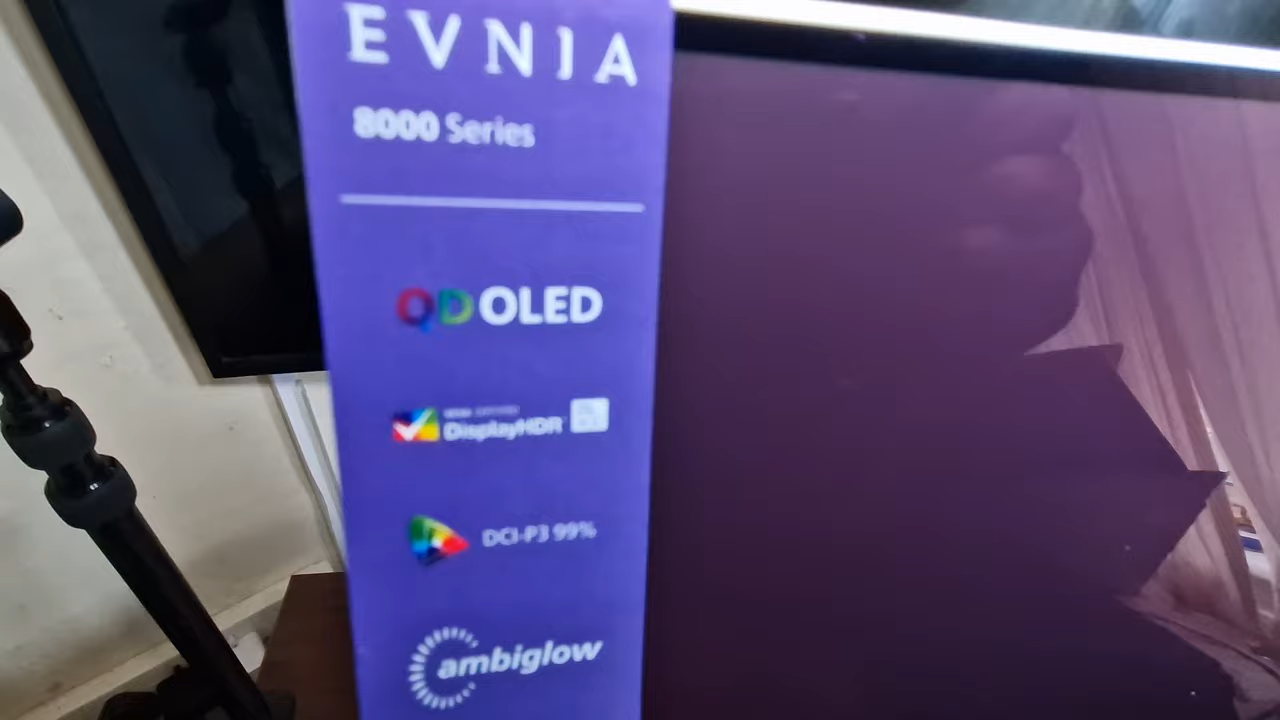 EVNIA
8000 Series
QD OLED
DisplayHDR
DCI-P3 99%
ambiglow